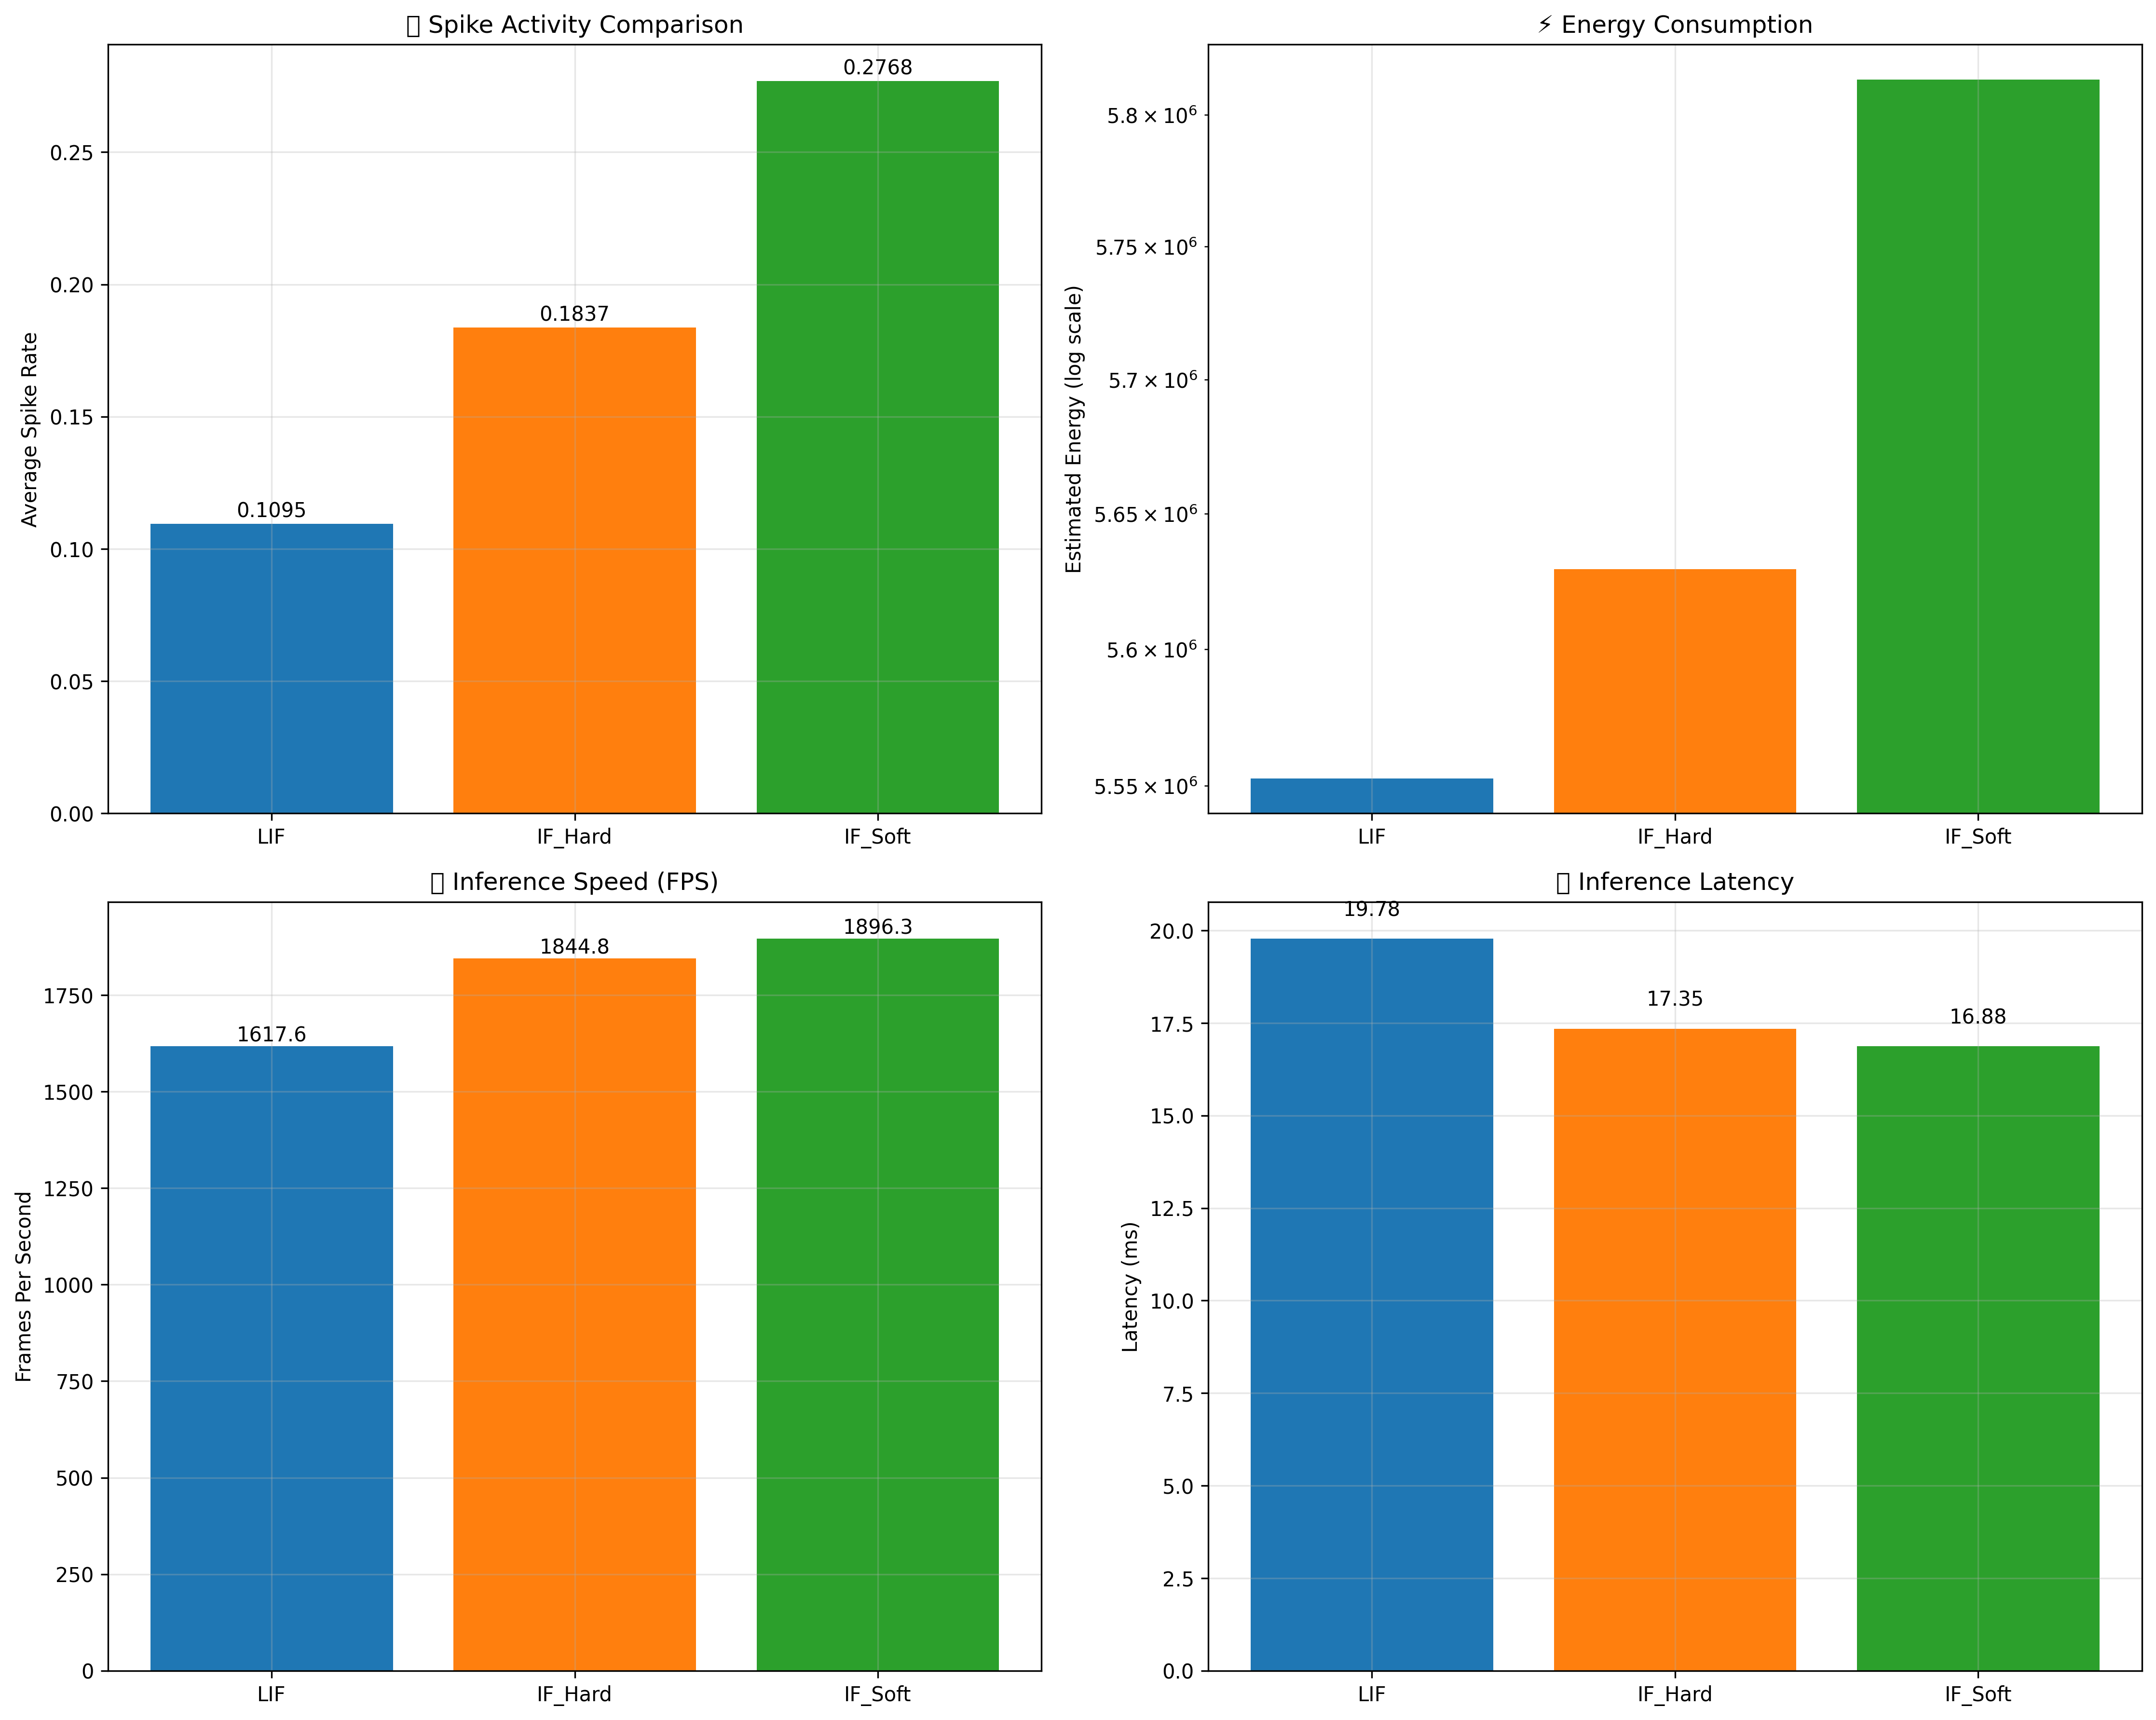 ▯ Spike Activity Comparison
Average Spike Rate
0.25
0.20
0.15
0.10
0.05
0.00
0.1095
0.1837
0.2768
LIF
IF_Hard
IF_Soft
⚡ Energy Consumption
Estimated Energy (log scale)
5.8 × 10⁶
5.75 × 10⁶
5.7 × 10⁶
5.65 × 10⁶
5.6 × 10⁶
5.55 × 10⁶
LIF
IF_Hard
IF_Soft
▯ Inference Speed (FPS)
Frames Per Second
1750
1500
1250
1000
750
500
250
0
1617.6
1844.8
1896.3
LIF
IF_Hard
IF_Soft
▯ Inference Latency
Latency (ms)
20.0
17.5
15.0
12.5
10.0
7.5
5.0
2.5
0.0
19.78
17.35
16.88
LIF
IF_Hard
IF_Soft